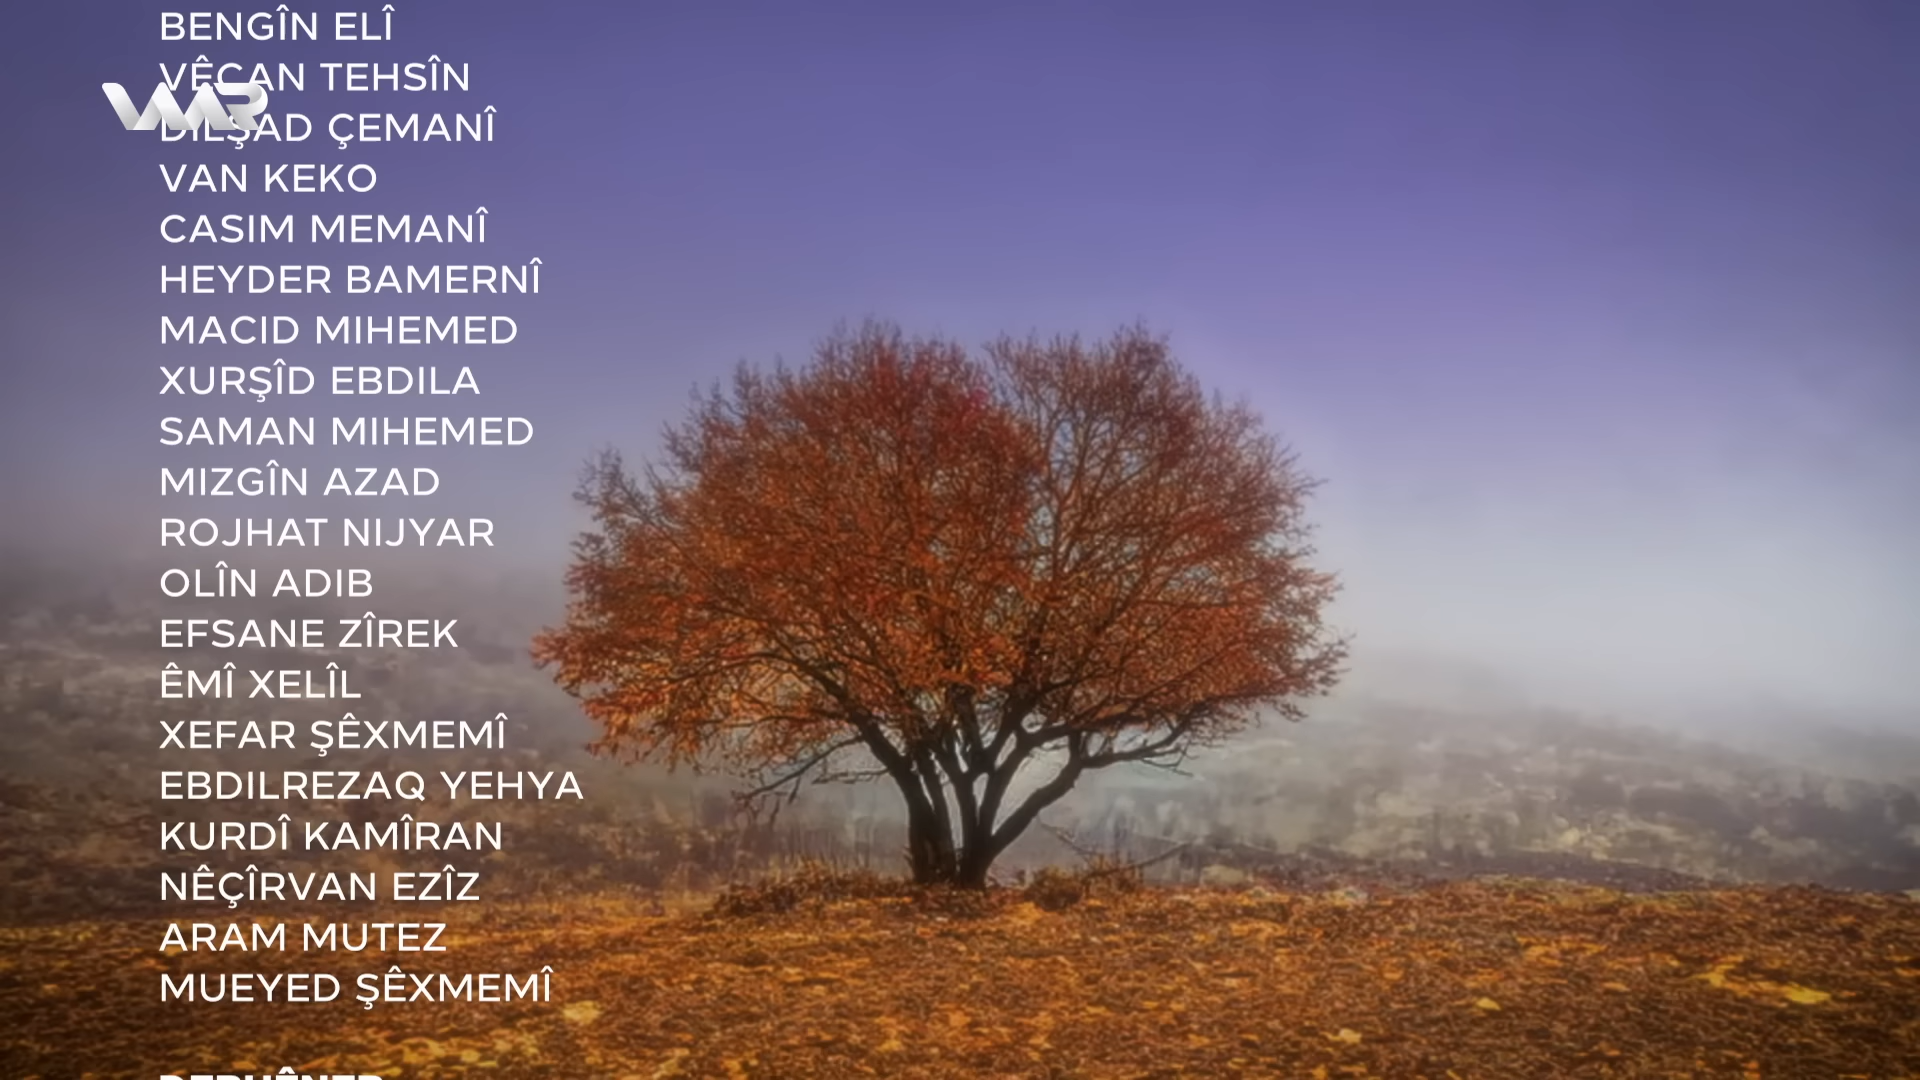 BENGÎN ELÎ
VÊCAN TEHSÎN
WAAR
DILŞAD ÇEMANÎ
VAN KEKO
CASIM MEMANÎ
HEYDER BAMERNÎ
MACID MIHEMED
XURŞÎD EBDILA
SAMAN MIHEMED
MIZGÎN AZAD
ROJHAT NIJYAR
OLÎN ADIB
EFSANE ZÎREK
ÊMÎ XELÎL
XEFAR ŞÊXMEMÎ
EBDILREZAQ YEHYA
KURDÎ KAMÎRAN
NÊÇÎRVAN EZÎZ
ARAM MUTEZ
MUEYED ŞÊXMEMÎ